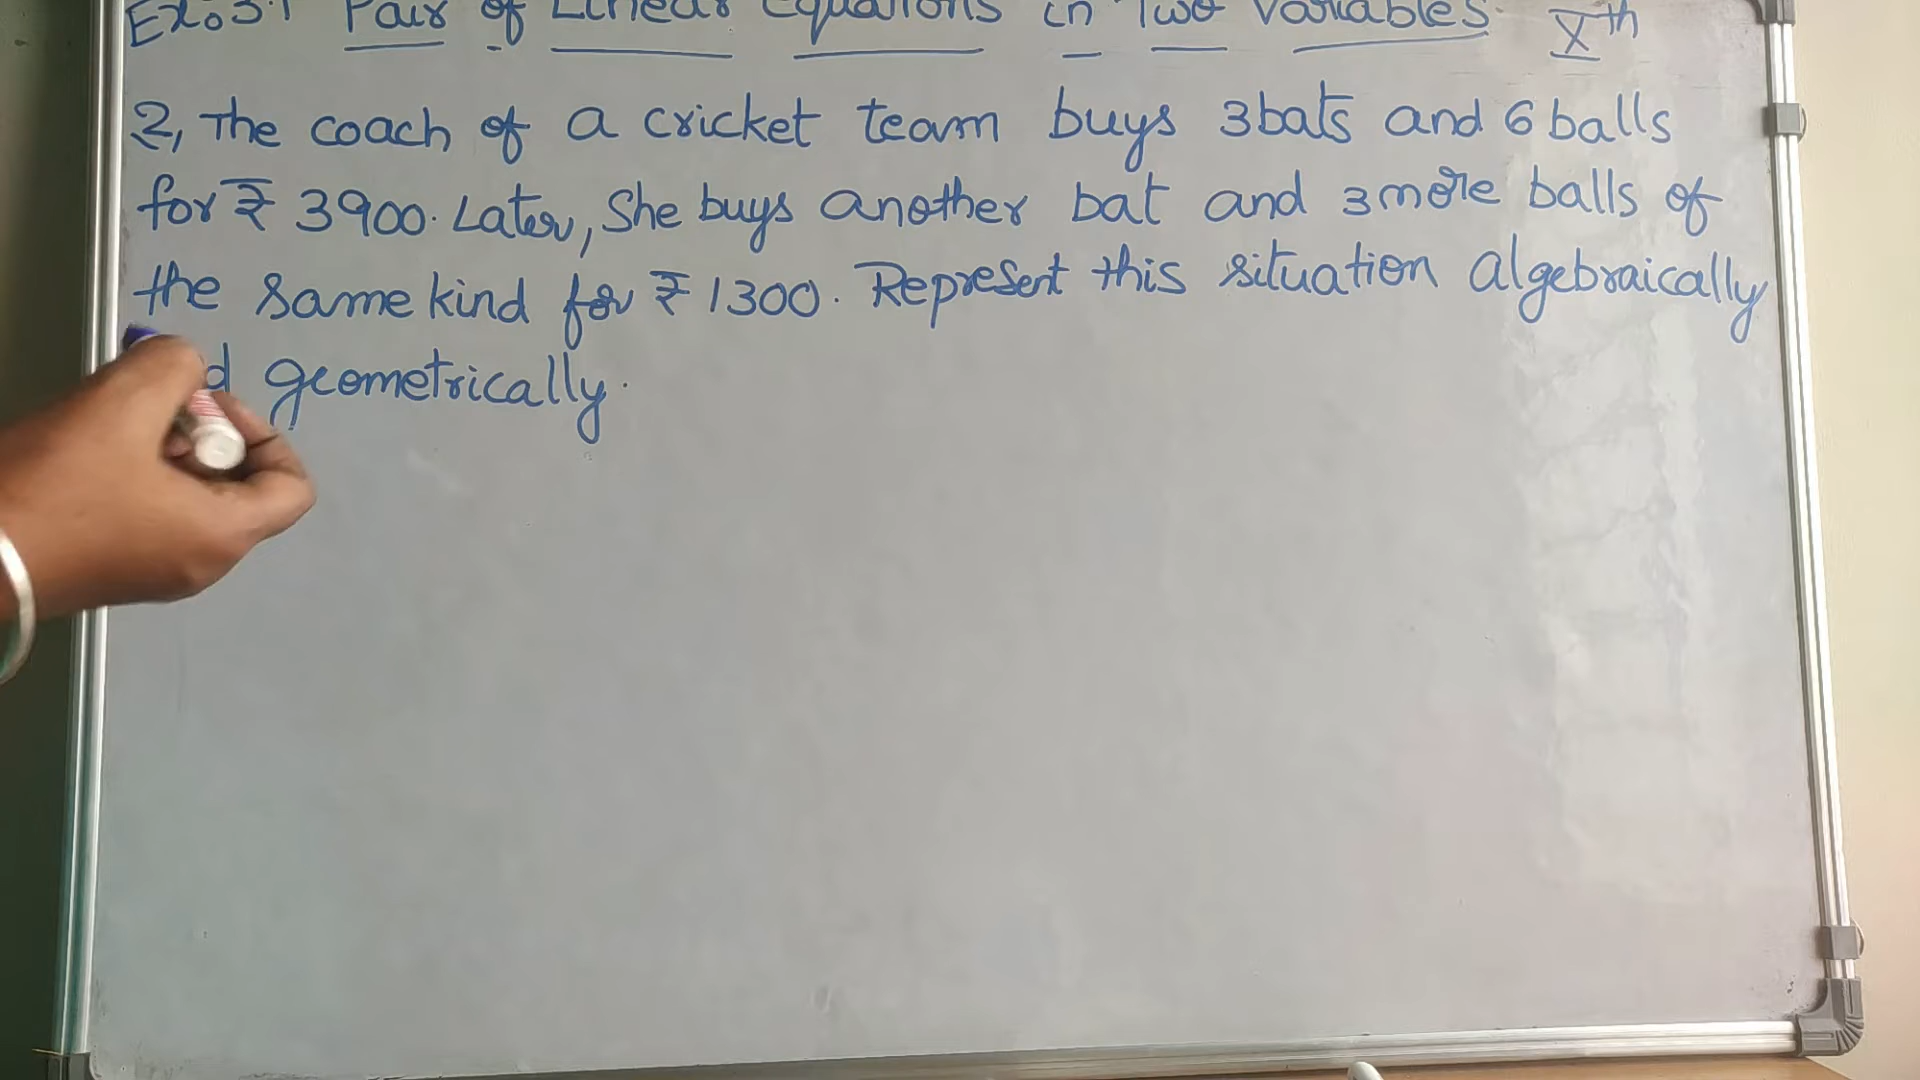 Ex:3.1 Pair of Linear Equations in Two Variables. Xth
2, The coach of a cricket team buys 3 bats and 6 balls
for ₹ 3900. Later, She buys another bat and 3 more balls of
the same kind for ₹ 1300. Represent this situation algebraically
geometrically.